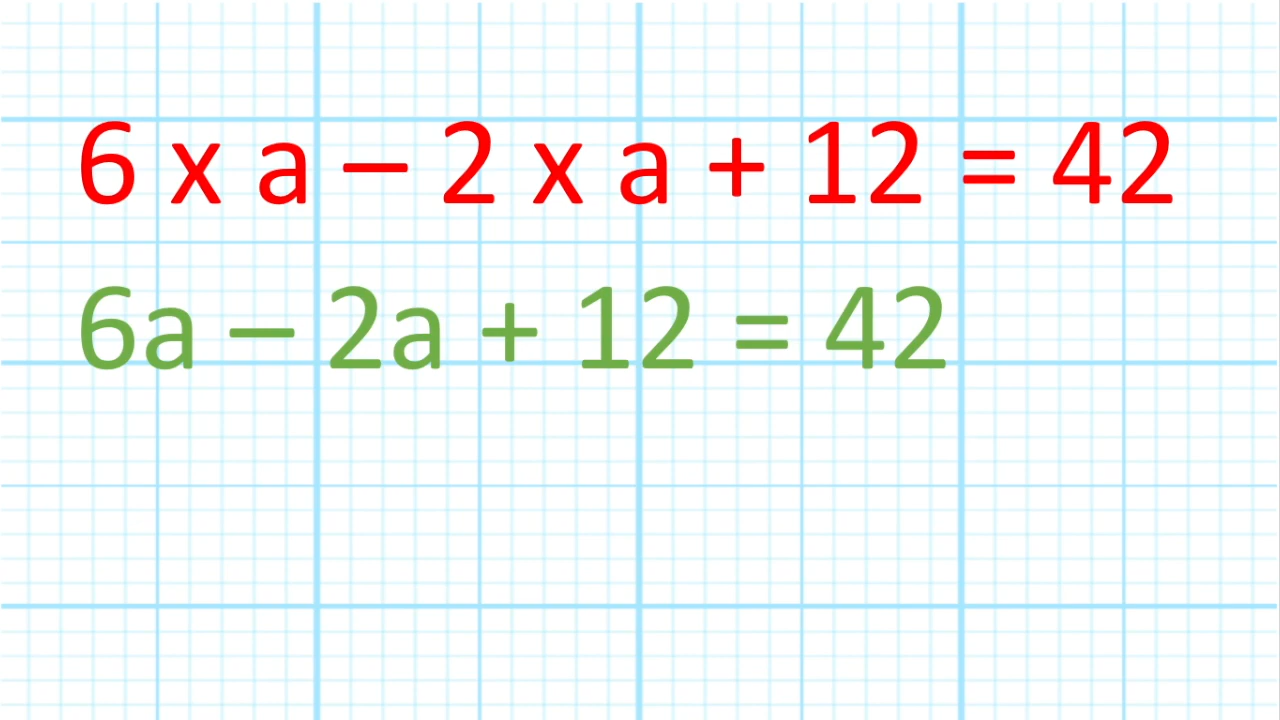 6 x a – 2 x a + 12 = 42
6a – 2a + 12 = 42